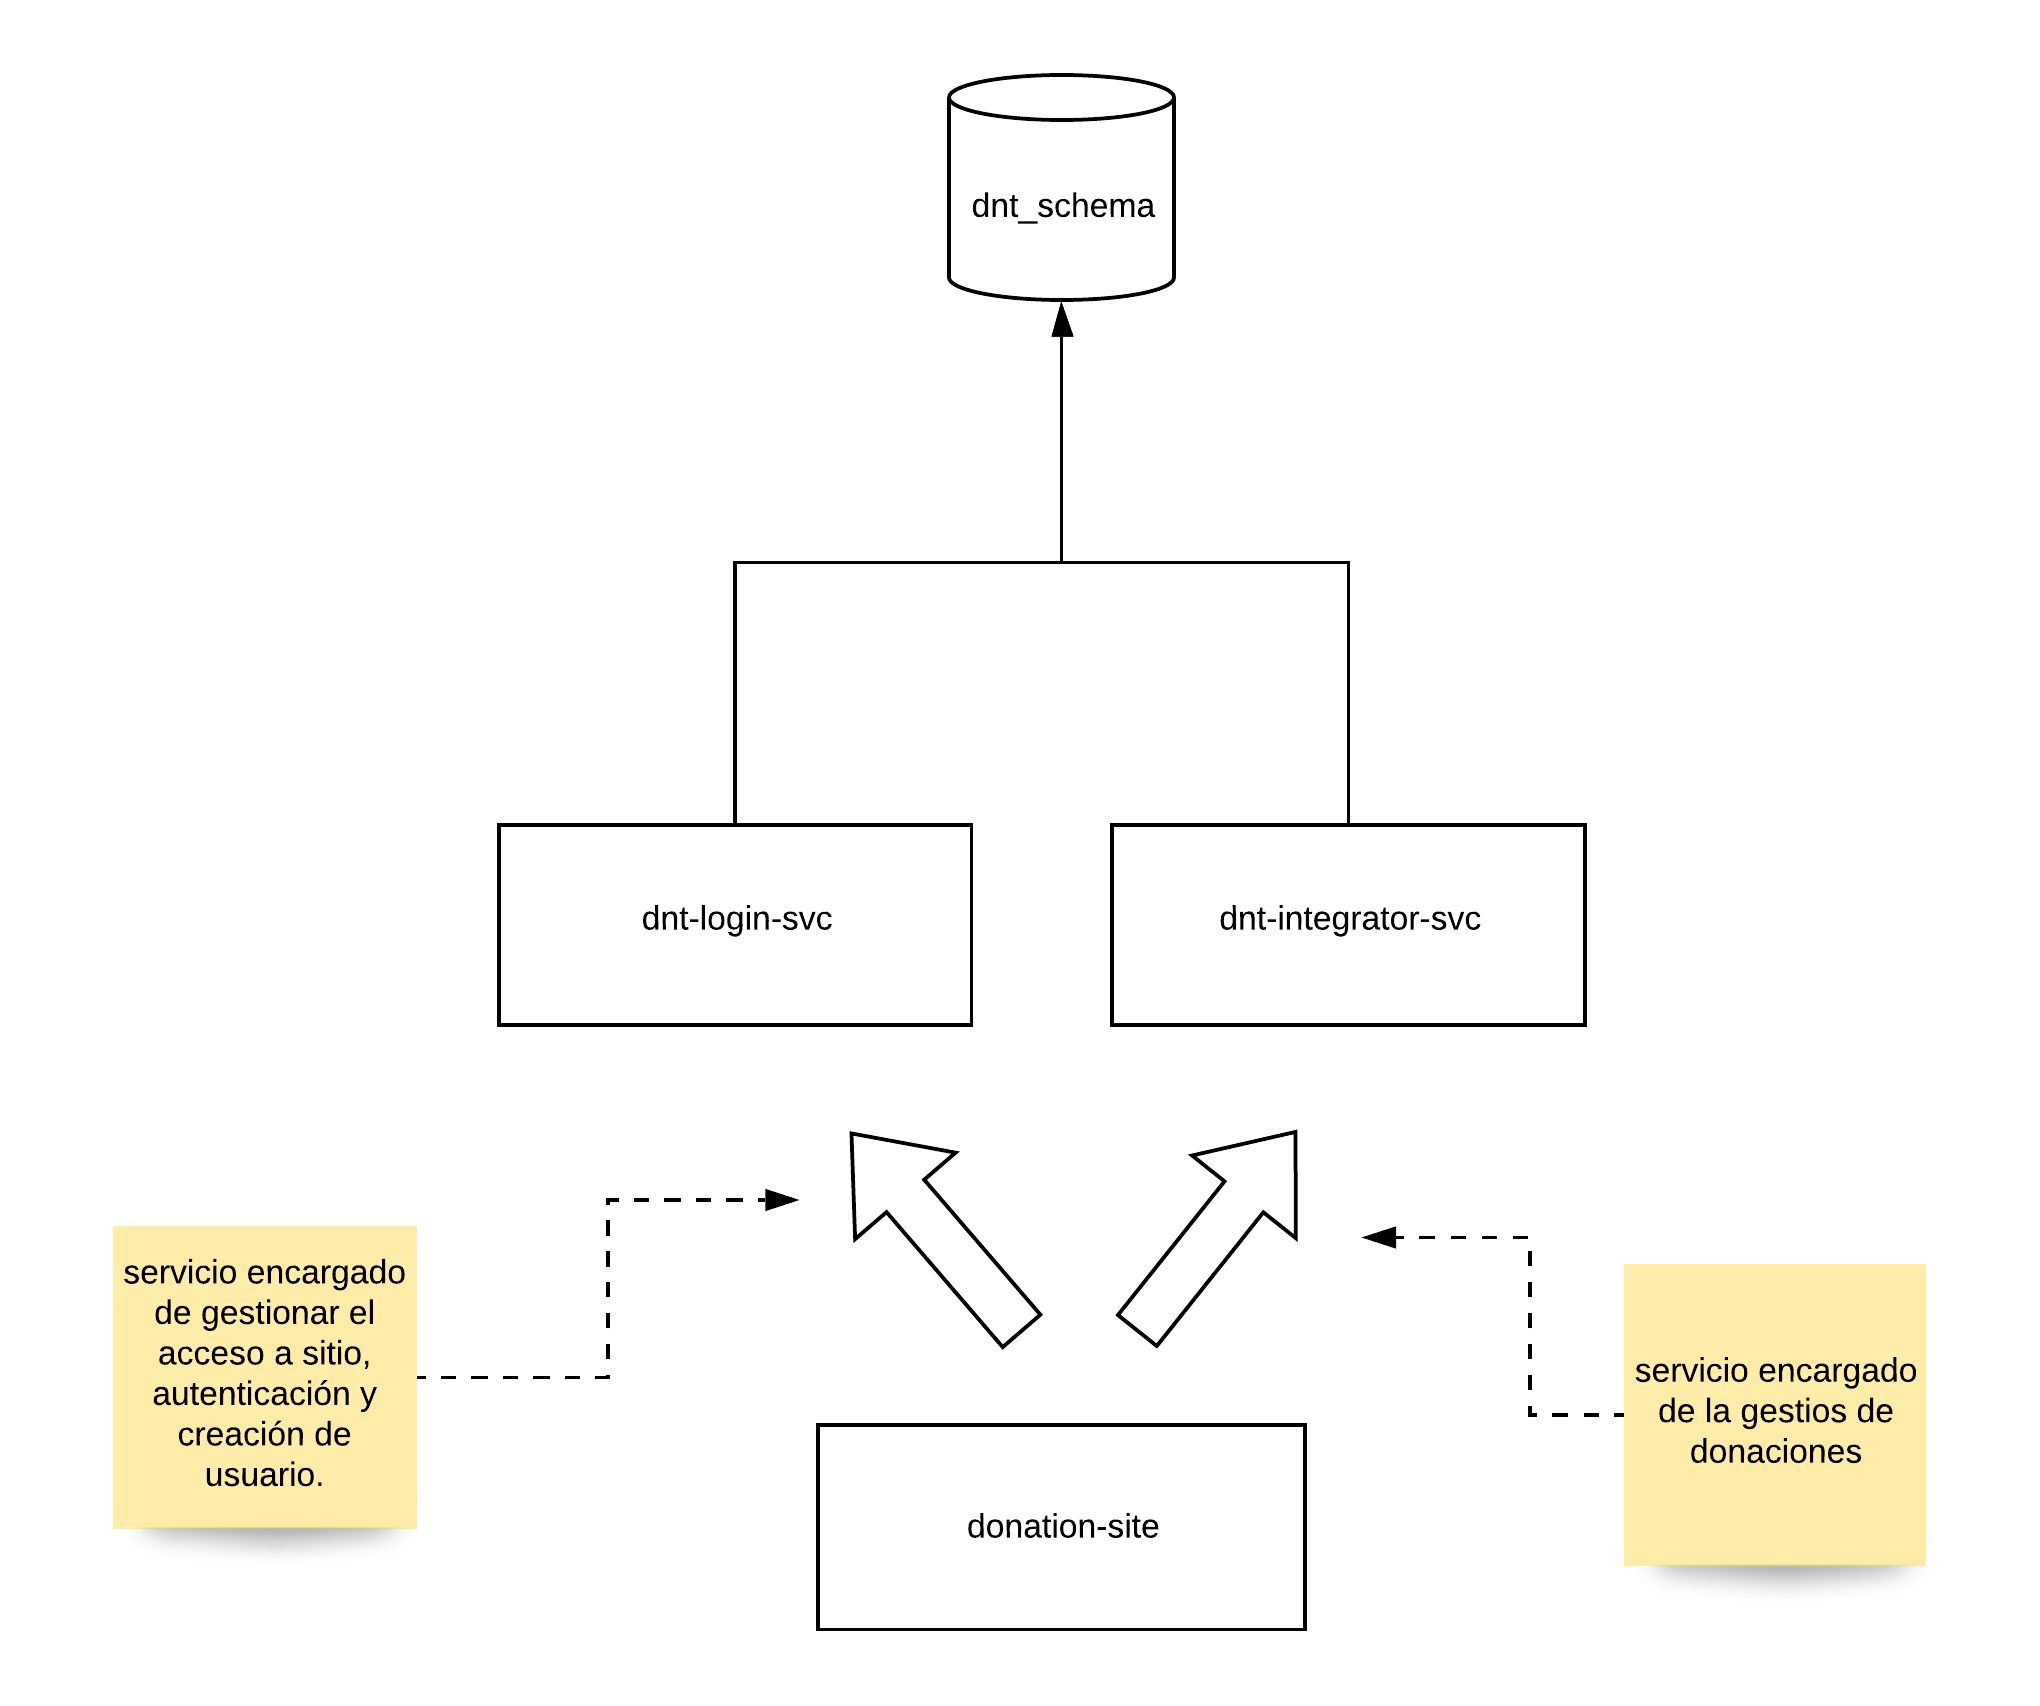 dnt_schema
dnt-login-svc
dnt-integrator-svc
servicio encargado
de gestionar el
acceso a sitio,
autenticación y
creación de
usuario.
servicio encargado
de la gestios de
donaciones
donation-site